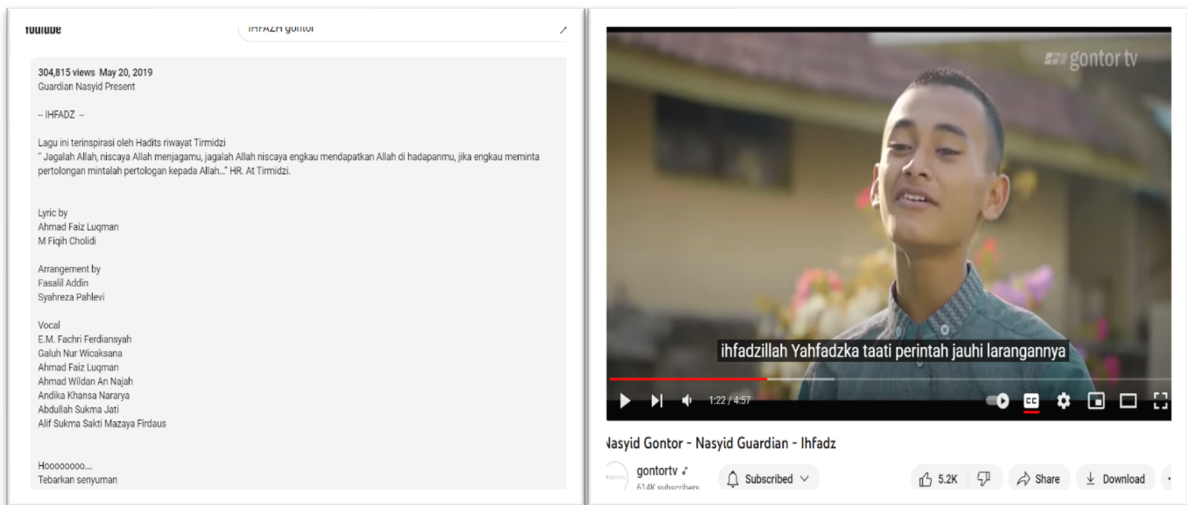 YouTube
IHFAZH gontor
304,815 views May 20, 2019
Guardian Nasyid Present
-- IHFADZ --
Lagu ini terinspirasi oleh Hadits riwayat Tirmidzi
" Jagalah Allah, niscaya Allah menjagamu, jagalah Allah niscaya engkau mendapatkan Allah di hadapanmu, jika engkau meminta
pertolongan mintalah pertologan kepada Allah..." HR. At Tirmidzi.
Lyric by
Ahmad Faiz Luqman
M Fiqih Cholidi
Arrangement by
Fasalil Addin
Syahreza Pahlevi
Vocal
E.M. Fachri Ferdiansyah
Galuh Nur Wicaksana
Ahmad Faiz Luqman
Ahmad Wildan An Najah
Andika Khansa Nararya
Abdullah Sukma Jati
Alif Sukma Sakti Mazaya Firdaus
Hooooooooo....
Tebarkan senyuman
gontor tv
ihfadzillah Yahfadzka taati perintah jauhi larangannya
1:22 / 4:57
CC
Nasyid Gontor - Nasyid Guardian - Ihfadz
gontortv
614K subscribers
Subscribed
5.2K
Share
Download